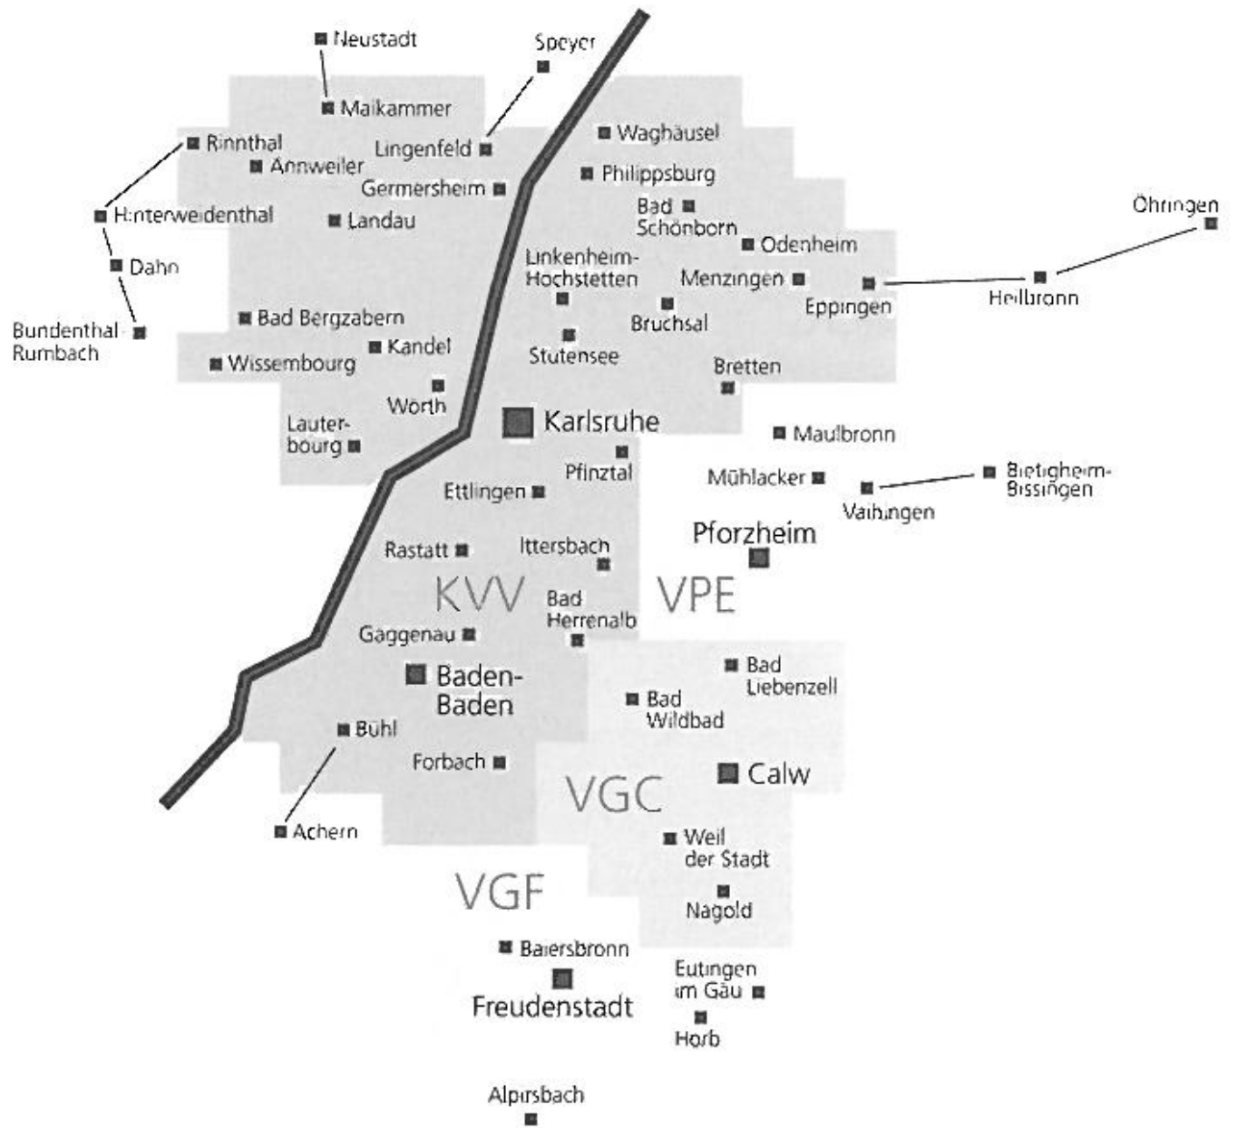 Neustadt
Speyer
Maikammer
Waghäusel
Rinnthal
Lingenfeld
Annweiler
Philippsburg
Germersheim
Öhringen
Bad
Schönborn
Hinterweidenthal
Landau
Odenheim
Linkenheim-
Hochstetten
Dahn
Menzingen
Eppingen
Heilbronn
Bad Bergzabern
Bruchsal
Bundenthal-
Rumbach
Kandel
Stutensee
Wissembourg
Bretten
Wörth
Karlsruhe
Lauter-
bourg
Maulbronn
Pfinztal
Mühlacker
Bietigheim-
Bissingen
Ettlingen
Vaihingen
Pforzheim
Rastatt
Ittersbach
KVV
VPE
Bad
Herrenalb
Gaggenau
Bad
Liebenzell
Baden-
Baden
Bad
Wildbad
Bühl
Forbach
Calw
VGC
Achern
Weil
der Stadt
VGF
Nagold
Baiersbronn
Eutingen
im Gäu
Freudenstadt
Horb
Alpirsbach